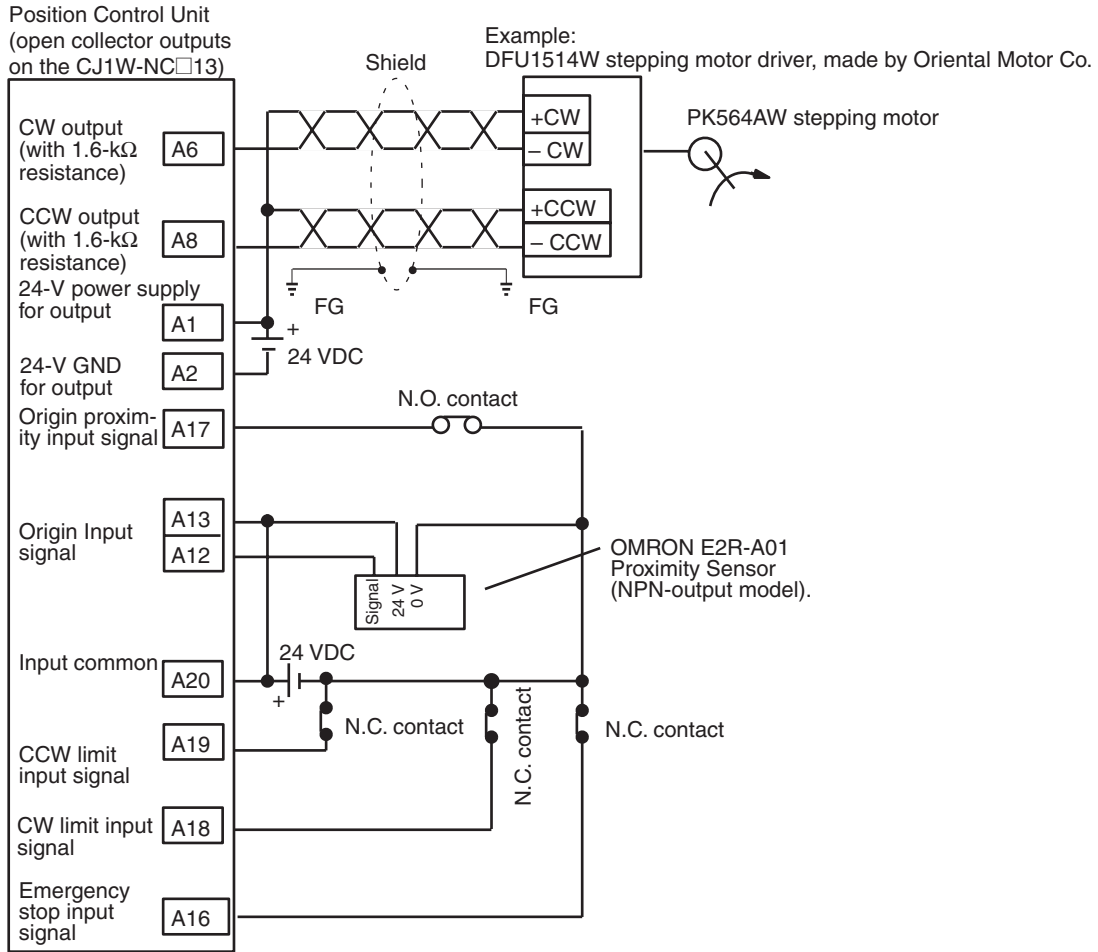 Position Control Unit
(open collector outputs
on the CJ1W-NC□13)
Example:
DFU1514W stepping motor driver, made by Oriental Motor Co.
Shield
CW output
(with 1.6-kΩ
resistance)
A6
+CW
– CW
PK564AW stepping motor
CCW output
(with 1.6-kΩ
resistance)
A8
+CCW
– CCW
FG
FG
24-V power supply
for output
A1
+
24 VDC
24-V GND
for output
A2
Origin proxim-
ity input signal
A17
N.O. contact
Origin Input
signal
A13
A12
Signal
24 V
0 V
OMRON E2R-A01
Proximity Sensor
(NPN-output model).
Input common
A20
24 VDC
+
N.C. contact
N.C. contact
N.C. contact
CCW limit
input signal
A19
CW limit input
signal
A18
Emergency
stop input
signal
A16